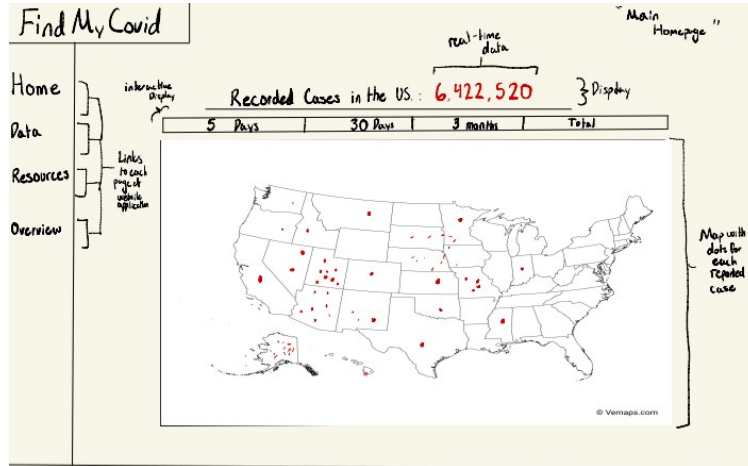 Find My Covid
"Main
Homepage"
real-time
data
Home
interactive
Display
Recorded Cases in the US.: 6,422,520
Display
Data
5 Days
30 Days
3 months
Total
Links
to each
page of
website
application
Resources
Overview
Map with
dots for
each
reported
case
© Vemaps.com